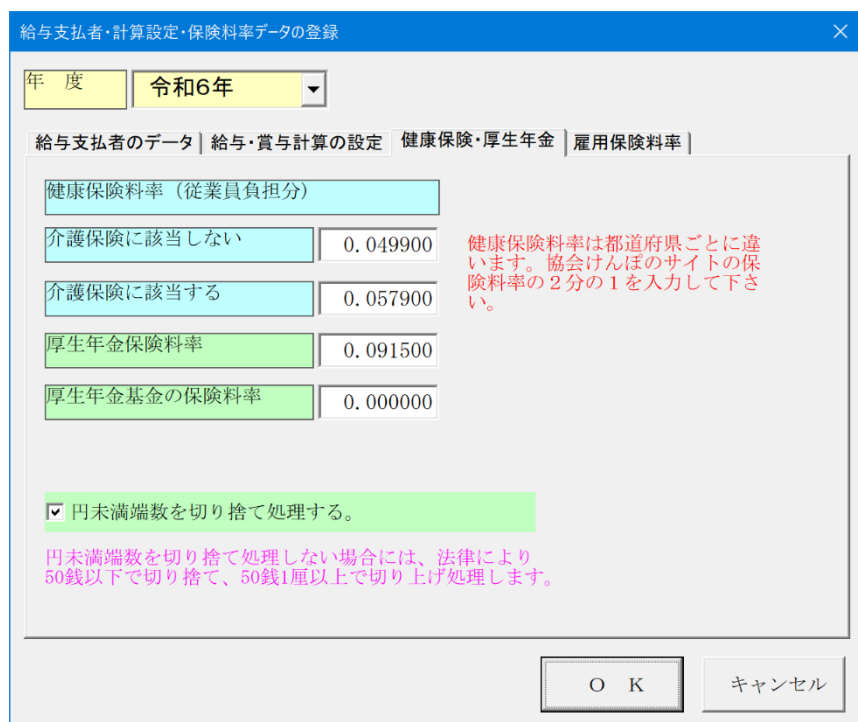 給与支払者・計算設定・保険料率データの登録
年　度
令和6年
給与支払者のデータ
給与・賞与計算の設定
健康保険・厚生年金
雇用保険料率
健康保険料率（従業員負担分）
介護保険に該当しない
0.049900
健康保険料率は都道府県ごとに違
います。協会けんぽのサイトの保
険料率の２分の１を入力して下さ
い。
介護保険に該当する
0.057900
厚生年金保険料率
0.091500
厚生年金基金の保険料率
0.000000
円未満端数を切り捨て処理する。
円未満端数を切り捨て処理しない場合には、法律により
50銭以下で切り捨て、50銭1厘以上で切り上げ処理します。
Ｏ　Ｋ
キャンセル